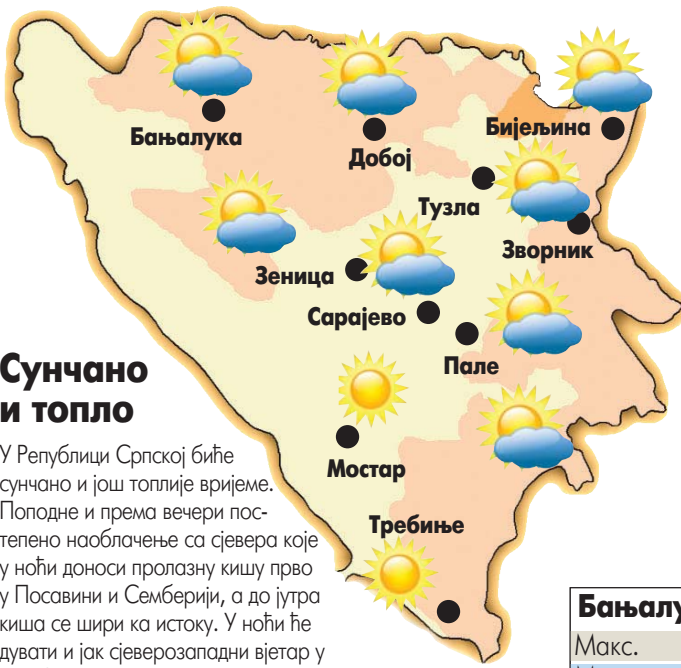 Бањалука
Добој
Бијељина
Тузла
Зворник
Зеница
Сарајево
Пале
Мостар
Требиње
Сунчано
и топло
У Републици Српској биће
сунчано и још топлије вријеме.
Поподне и према вечери пос-
тепено наоблачење са сјевера које
у ноћи доноси пролазну кишу прво
у Посавини и Семберији, а до јутра
киша се шири ка истоку. У ноћи ће
дувати и јак сјеверозападни вјетар у
Бањалу
Макс.